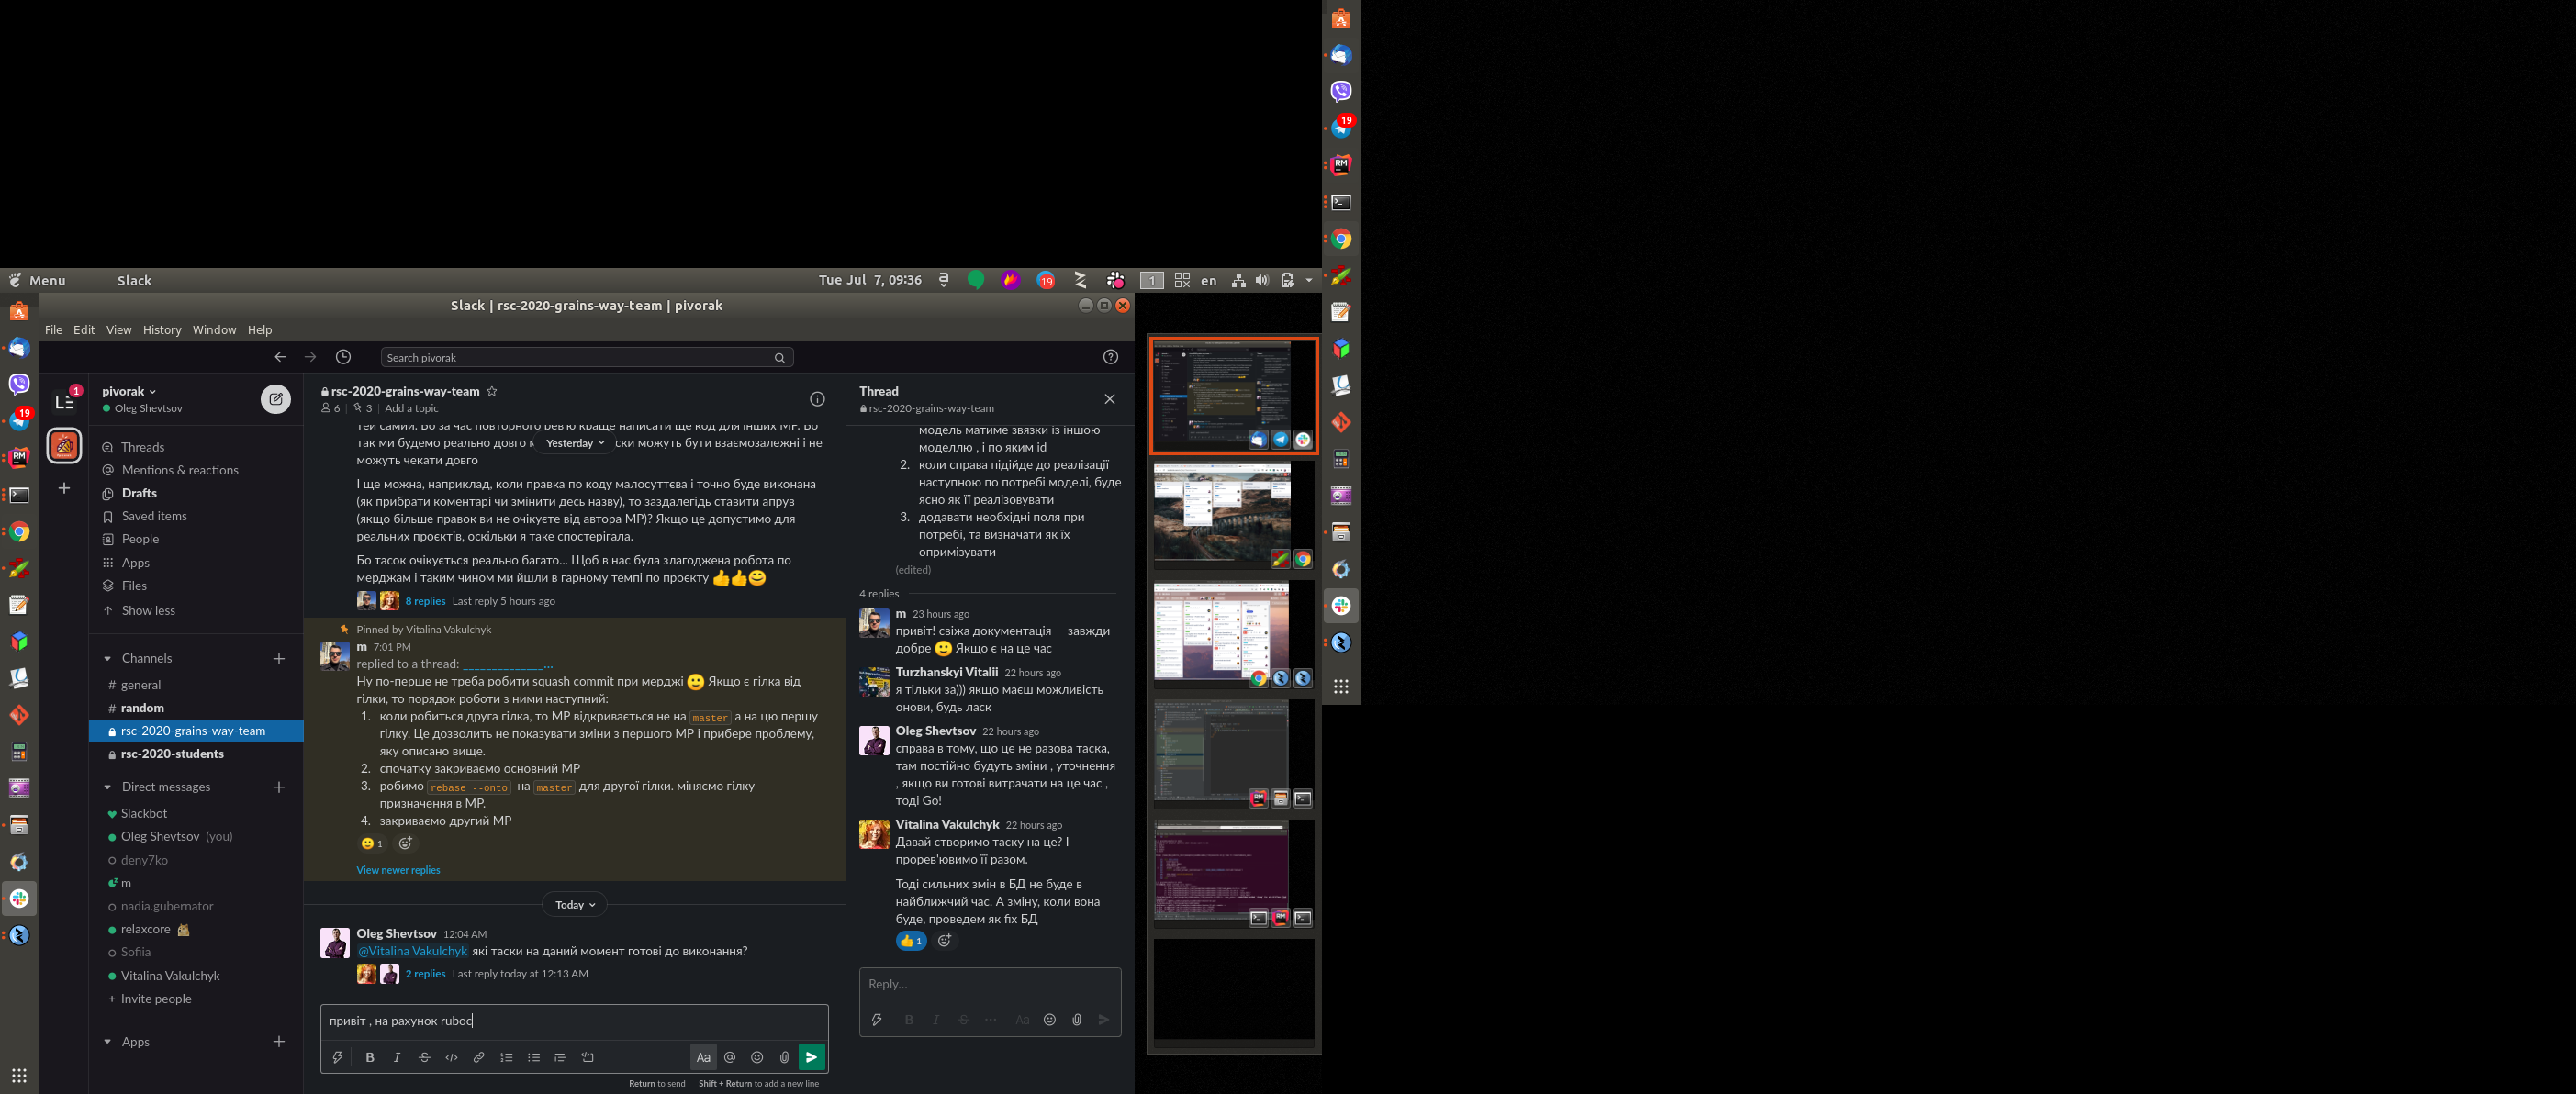 Menu
Slack
Tue Jul 7, 09:36
19
1
en
Slack | rsc-2020-grains-way-team | pivorak
File Edit View History Window Help
Search pivorak
1
pivorak
Oleg Shevtsov
Threads
Mentions & reactions
Drafts
Saved items
People
Apps
Files
Show less
Channels
# general
# random
rsc-2020-grains-way-team
rsc-2020-students
Direct messages
Slackbot
Oleg Shevtsov (you)
deny7ko
m
nadia.gubernator
relaxcore
Sofiia
Vitalina Vakulchyk
+ Invite people
Apps
rsc-2020-grains-way-team
6 | 3 | Add a topic
тей самий. Бо за час повторного рев'ю краще написати ще код для інших МР. Бо
так ми будемо реально довго
Yesterday
ски можуть бути взаємозалежні і не
можуть чекати довго
І ще можна, наприклад, коли правка по коду малосуттєва і точно буде виконана
(як прибрати коментарі чи змінити десь назву), то заздалегідь ставити апрув
(якщо більше правок ви не очікуєте від автора МР)? Якщо це допустимо для
реальних проєктів, оскільки я таке спостерігала.
Бо тасок очікується реально багато... Щоб в нас була злагоджена робота по
мерджам і таким чином ми йшли в гарному темпі по проєкту 👍👍😊
8 replies Last reply 5 hours ago
Pinned by Vitalina Vakulchyk
m 7:01 PM
replied to a thread: ______________...
Ну по-перше не треба робити squash commit при мерджі 🙂 Якщо є гілка від
гілки, то порядок роботи з ними наступний:
1. коли робиться друга гілка, то МР відкривається не на master а на цю першу
гілку. Це дозволить не показувати зміни з першого МР і прибере проблему,
яку описано вище.
2. спочатку закриваємо основний МР
3. робимо rebase --onto на master для другої гілки. міняємо гілку
призначення в МР.
4. закриваємо другий МР
🙂 1
View newer replies
Today
Oleg Shevtsov 12:04 AM
@Vitalina Vakulchyk які таски на даний момент готові до виконання?
2 replies Last reply today at 12:13 AM
привіт , на рахунок ruboc
B I S Aa @
Return to send Shift + Return to add a new line
Thread
rsc-2020-grains-way-team
модель матиме звязки із іншою
моделлю , і по яким id
2. коли справа підійде до реалізації
наступною по потребі моделі, буде
ясно як її реалізовувати
3. додавати необхідні поля при
потребі, та визначати як їх
опримізувати
(edited)
4 replies
m 23 hours ago
привіт! свіжа документація — завжди
добре 🙂 Якщо є на це час
Turzhanskyi Vitalii 22 hours ago
я тільки за))) якщо маєш можливість
онови, будь ласк
Oleg Shevtsov 22 hours ago
справа в тому, що це не разова таска,
там постійно будуть зміни , уточнення
, якщо ви готові витрачати на це час ,
тоді Go!
Vitalina Vakulchyk 22 hours ago
Давай створимо таску на це? І
прорев'ювимо її разом.
Тоді сильних змін в БД не буде в
найближчий час. А зміну, коли вона
буде, проведем як fix БД
👍 1
Reply...
B I S Aa
19
RM
19
RM